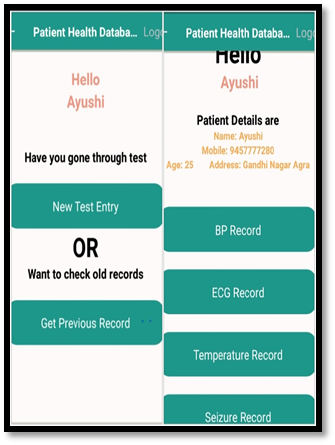 Patient Health Databa... Logo
Hello
Ayushi
Have you gone through test
New Test Entry
OR
Want to check old records
Get Previous Record
Patient Health Databa... Logo
Hello
Ayushi
Patient Details are
Name: Ayushi
Mobile: 9457777280
Age: 25 Address: Gandhi Nagar Agra
BP Record
ECG Record
Temperature Record
Seizure Record